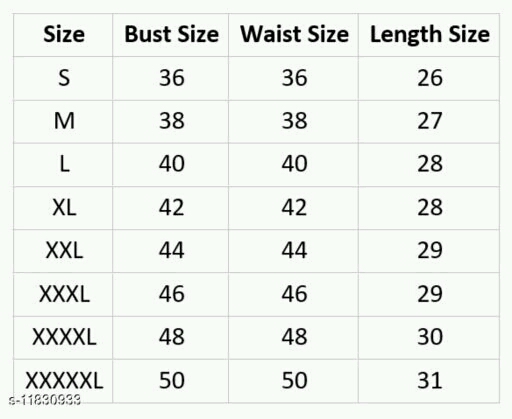 Size Bust Size Waist Size Length Size
S 36 36 26
M 38 38 27
L 40 40 28
XL 42 42 28
XXL 44 44 29
XXXL 46 46 29
XXXXL 48 48 30
XXXXXL 50 50 31
s-11830933